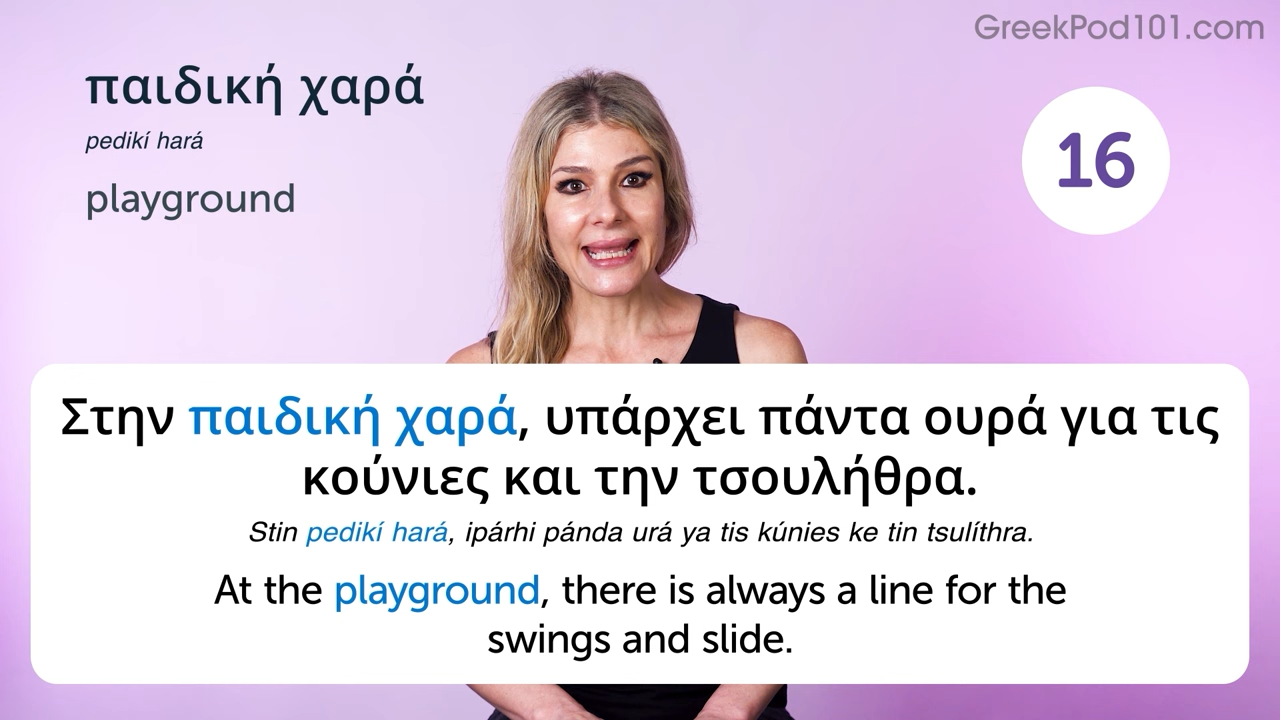 GreekPod101.com
παιδική χαρά
pedikí hará
playground
16
Στην παιδική χαρά, υπάρχει πάντα ουρά για τις
κούνιες και την τσουλήθρα.
Stin pedikí hará, ipárhi pánda urá ya tis kúnies ke tin tsulíthra.
At the playground, there is always a line for the
swings and slide.